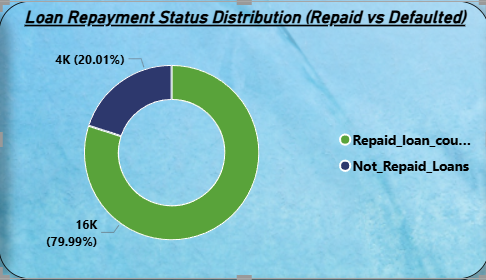 Loan Repayment Status Distribution (Repaid vs Defaulted)
4K (20.01%)
Repaid_loan_cou...
Not_Repaid_Loans
16K
(79.99%)